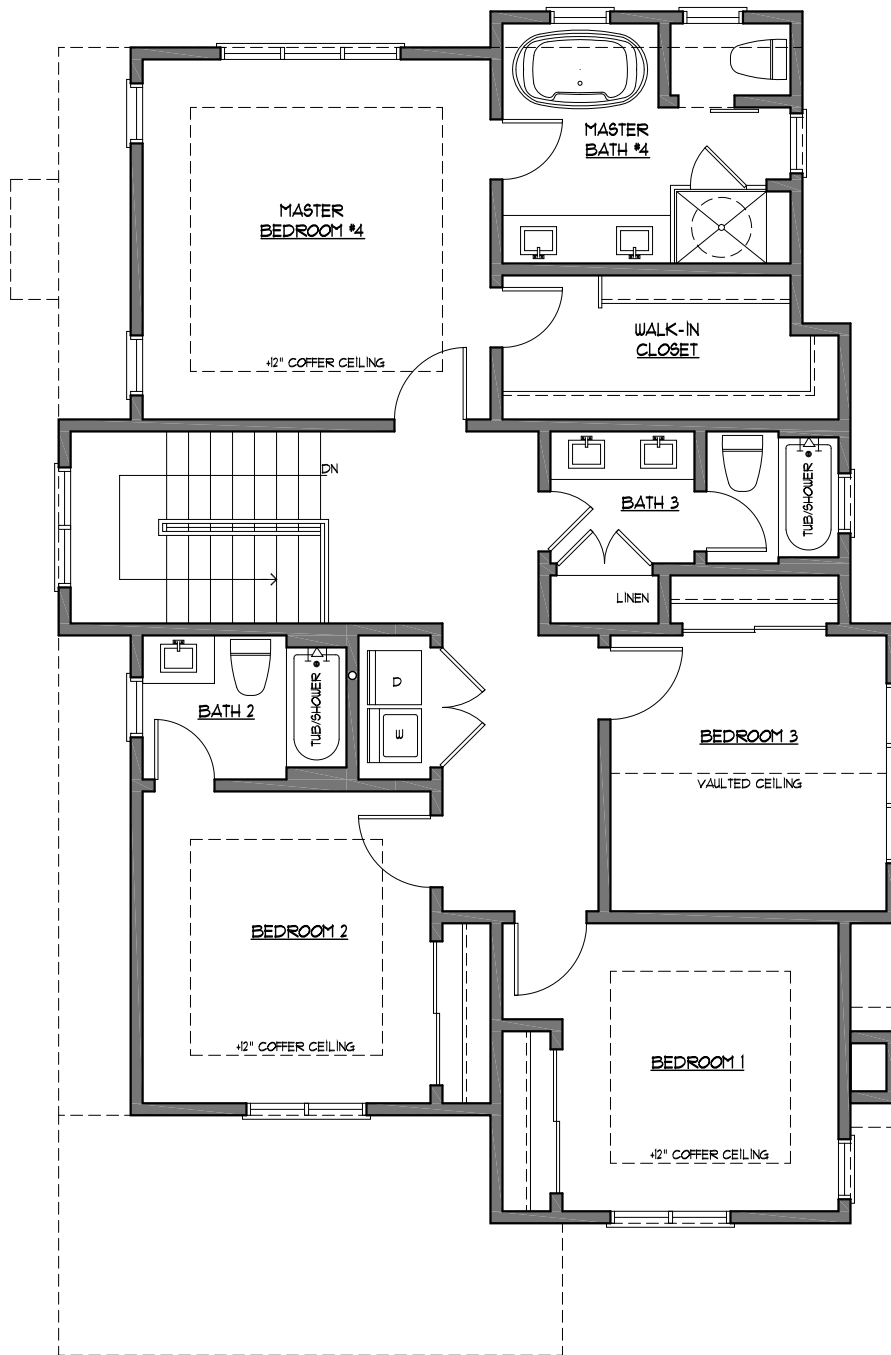 MASTER
BATH #4
MASTER
BEDROOM #4
WALK-IN
CLOSET
+12" COFFER CEILING
DN
BATH 3
TUB/SHOWER
LINEN
D
W
BATH 2
TUB/SHOWER
BEDROOM 3
VAULTED CEILING
BEDROOM 2
+12" COFFER CEILING
BEDROOM 1
+12" COFFER CEILING